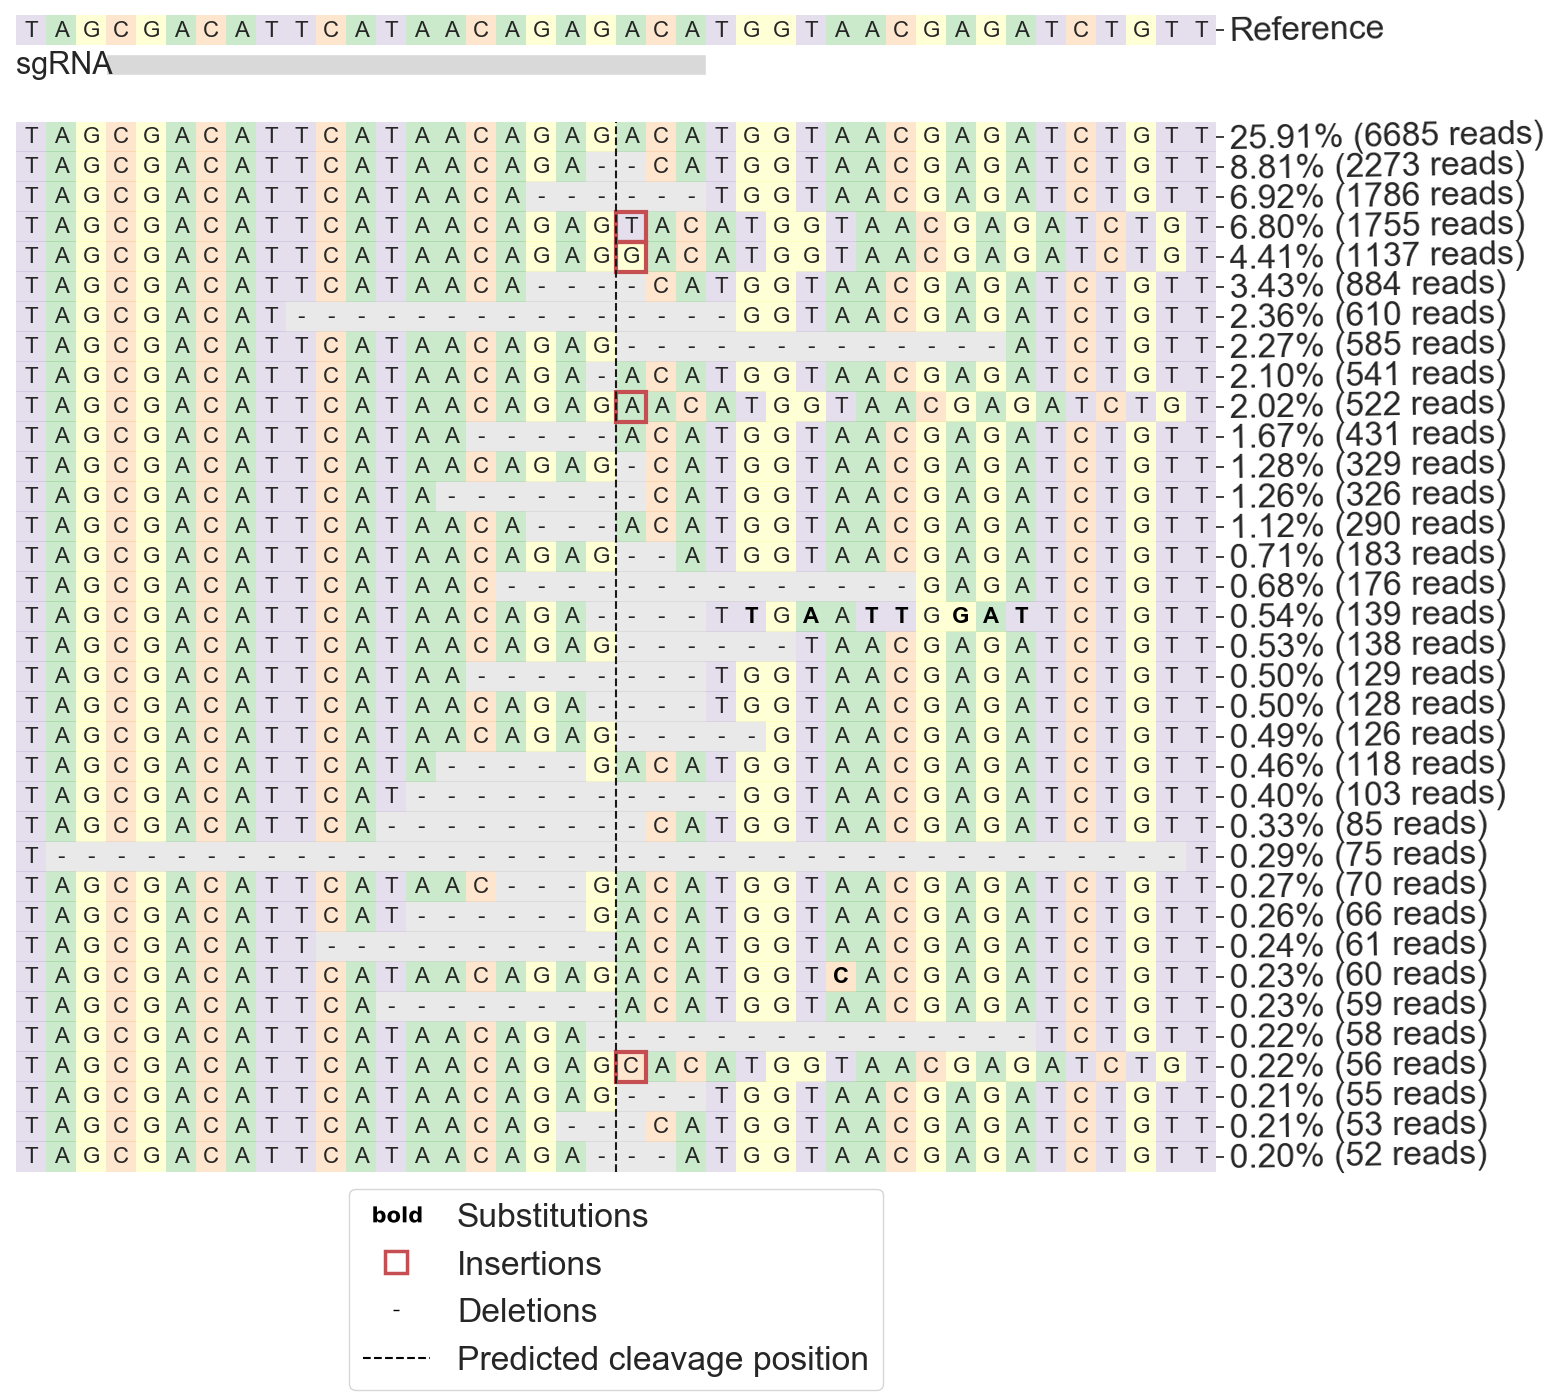 T A G C G A C A T T C A T A A C A G A G A C A T G G T A A C G A G A T C T G T T Reference
sgRNA
T A G C G A C A T T C A T A A C A G A G A C A T G G T A A C G A G A T C T G T T 25.91% (6685 reads)
T A G C G A C A T T C A T A A C A G A - - C A T G G T A A C G A G A T C T G T T 8.81% (2273 reads)
T A G C G A C A T T C A T A A C A - - - - - - T G G T A A C G A G A T C T G T T 6.92% (1786 reads)
T A G C G A C A T T C A T A A C A G A G T A C A T G G T A A C G A G A T C T G T 6.80% (1755 reads)
T A G C G A C A T T C A T A A C A G A G G A C A T G G T A A C G A G A T C T G T 4.41% (1137 reads)
T A G C G A C A T T C A T A A C A - - - - C A T G G T A A C G A G A T C T G T T 3.43% (884 reads)
T A G C G A C A T - - - - - - - - - - - - - - - G G T A A C G A G A T C T G T T 2.36% (610 reads)
T A G C G A C A T T C A T A A C A G A G - - - - - - - - - - - - - A T C T G T T 2.27% (585 reads)
T A G C G A C A T T C A T A A C A G A - A C A T G G T A A C G A G A T C T G T T 2.10% (541 reads)
T A G C G A C A T T C A T A A C A G A G A A C A T G G T A A C G A G A T C T G T 2.02% (522 reads)
T A G C G A C A T T C A T A A - - - - - A C A T G G T A A C G A G A T C T G T T 1.67% (431 reads)
T A G C G A C A T T C A T A A C A G A G - C A T G G T A A C G A G A T C T G T T 1.28% (329 reads)
T A G C G A C A T T C A T A - - - - - - - C A T G G T A A C G A G A T C T G T T 1.26% (326 reads)
T A G C G A C A T T C A T A A C A - - - A C A T G G T A A C G A G A T C T G T T 1.12% (290 reads)
T A G C G A C A T T C A T A A C A G A G - - A T G G T A A C G A G A T C T G T T 0.71% (183 reads)
T A G C G A C A T T C A T A A C - - - - - - - - - - - - - - G A G A T C T G T T 0.68% (176 reads)
T A G C G A C A T T C A T A A C A G A - - - - T T G A A T T G G A T T C T G T T 0.54% (139 reads)
T A G C G A C A T T C A T A A C A G A G - - - - - - T A A C G A G A T C T G T T 0.53% (138 reads)
T A G C G A C A T T C A T A A - - - - - - - - T G G T A A C G A G A T C T G T T 0.50% (129 reads)
T A G C G A C A T T C A T A A C A G A - - - - T G G T A A C G A G A T C T G T T 0.50% (128 reads)
T A G C G A C A T T C A T A A C A G A G - - - - - G T A A C G A G A T C T G T T 0.49% (126 reads)
T A G C G A C A T T C A T A - - - - - G A C A T G G T A A C G A G A T C T G T T 0.46% (118 reads)
T A G C G A C A T T C A T - - - - - - - - - - - G G T A A C G A G A T C T G T T 0.40% (103 reads)
T A G C G A C A T T C A - - - - - - - - - C A T G G T A A C G A G A T C T G T T 0.33% (85 reads)
T - - - - - - - - - - - - - - - - - - - - - - - - - - - - - - - - - - - - - - T 0.29% (75 reads)
T A G C G A C A T T C A T A A C - - - G A C A T G G T A A C G A G A T C T G T T 0.27% (70 reads)
T A G C G A C A T T C A T - - - - - - G A C A T G G T A A C G A G A T C T G T T 0.26% (66 reads)
T A G C G A C A T T - - - - - - - - - - A C A T G G T A A C G A G A T C T G T T 0.24% (61 reads)
T A G C G A C A T T C A T A A C A G A G A C A T G G T C A C G A G A T C T G T T 0.23% (60 reads)
T A G C G A C A T T C A - - - - - - - - A C A T G G T A A C G A G A T C T G T T 0.23% (59 reads)
T A G C G A C A T T C A T A A C A G A - - - - - - - - - - - - - - - T C T G T T 0.22% (58 reads)
T A G C G A C A T T C A T A A C A G A G C A C A T G G T A A C G A G A T C T G T 0.22% (56 reads)
T A G C G A C A T T C A T A A C A G A G - - - T G G T A A C G A G A T C T G T T 0.21% (55 reads)
T A G C G A C A T T C A T A A C A G - - - C A T G G T A A C G A G A T C T G T T 0.21% (53 reads)
T A G C G A C A T T C A T A A C A G A - - - A T G G T A A C G A G A T C T G T T 0.20% (52 reads)
bold Substitutions
Insertions
- Deletions
Predicted cleavage position